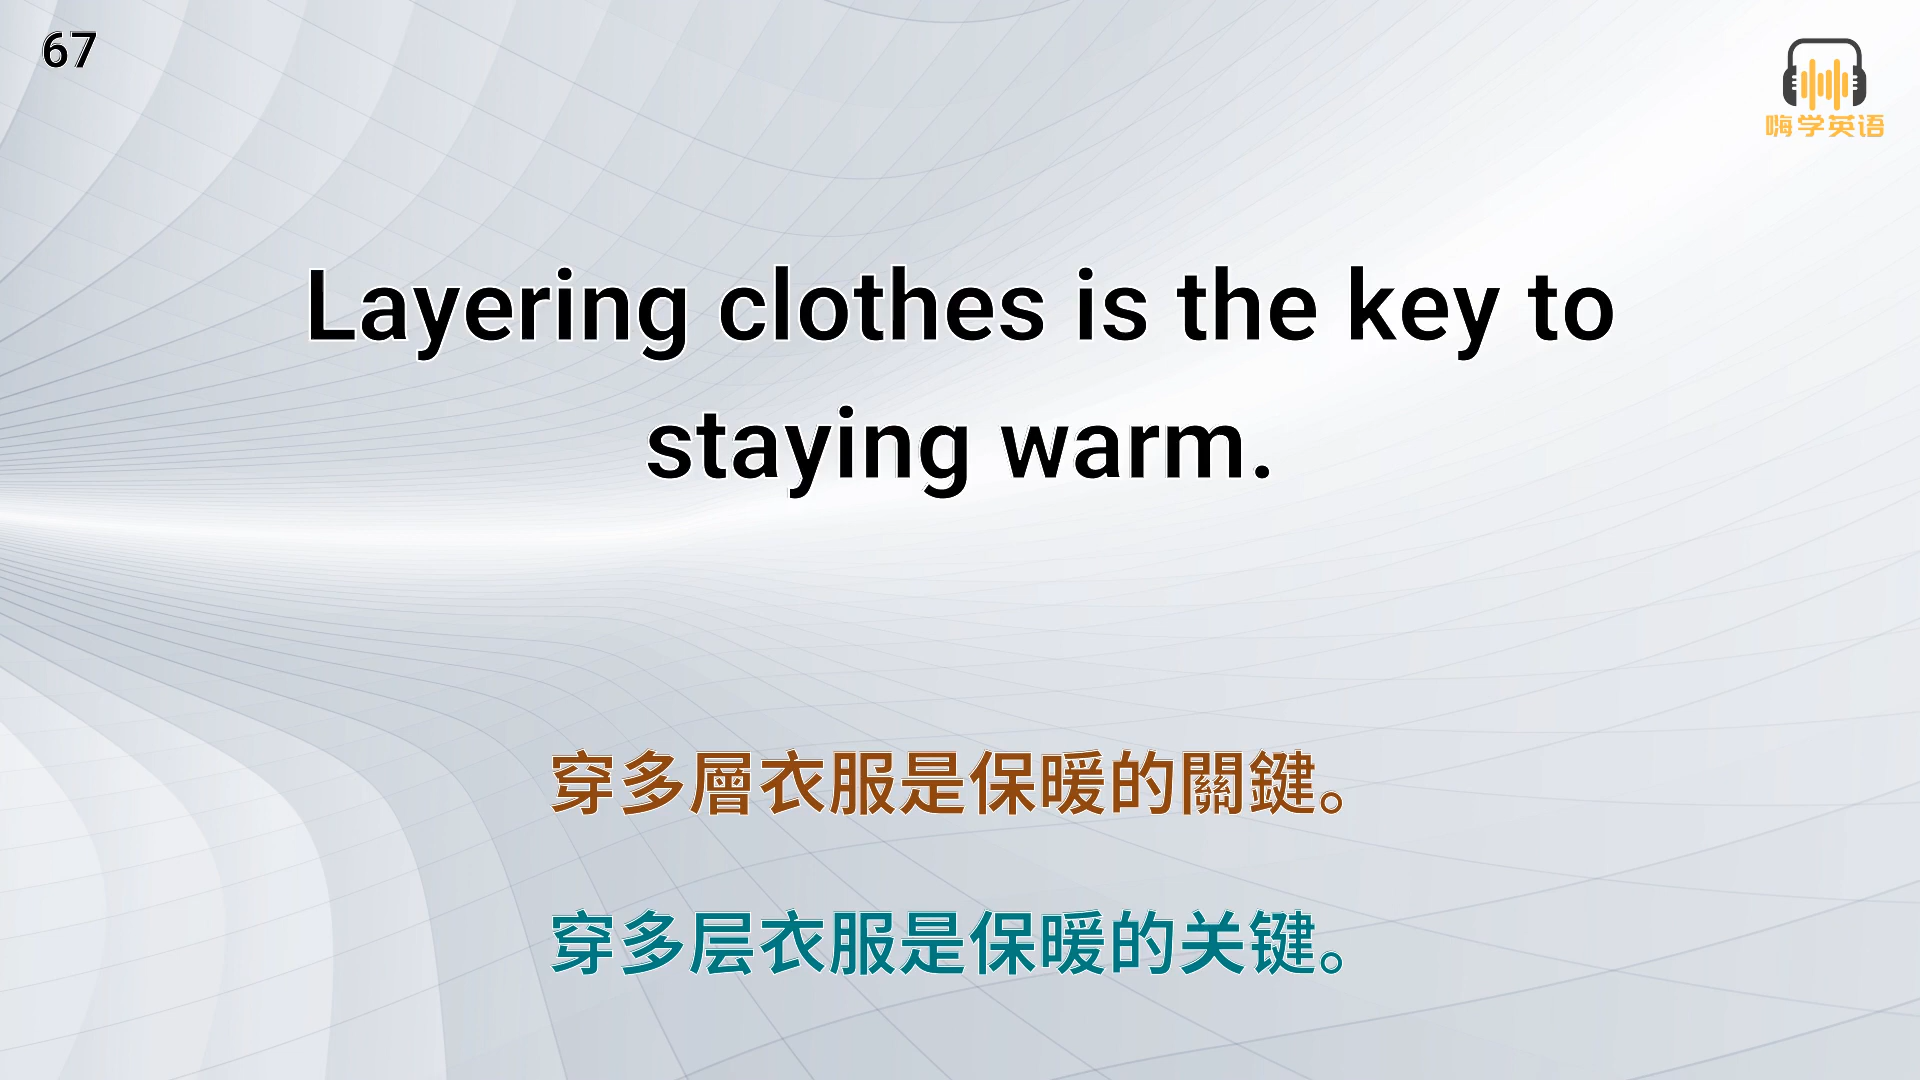 67
嗨学英语
Layering clothes is the key to
staying warm.
穿多層衣服是保暖的關鍵。
穿多层衣服是保暖的关键。